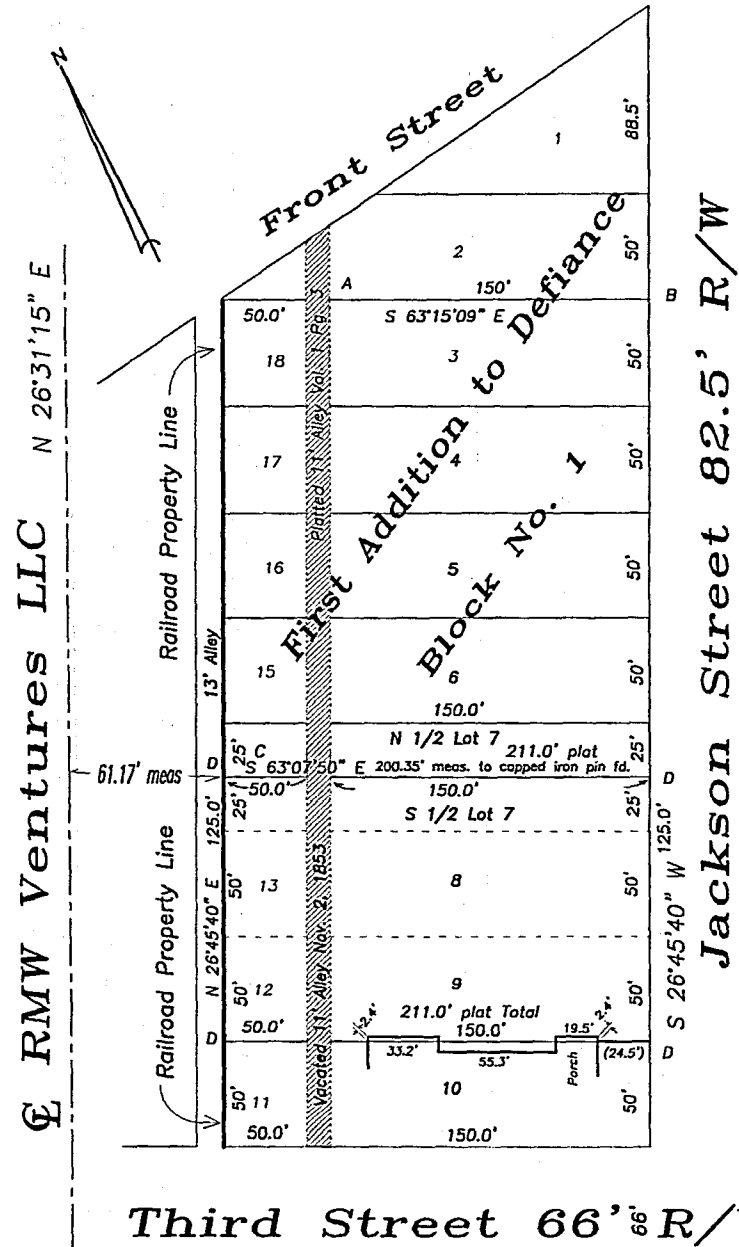 N
Front Street
1
88.5'
2
50'
A
150'
B
50.0'
S 63°15'09" E
18
3
50'
17
4
50'
16
5
50'
15
6
50'
150.0'
Platted 11' Alley Vol. 1 Pg. 3
First Addition to Defiance
Block No. 1
N 26°31'15" E
Railroad Property Line
13' Alley
C
25'
N 1/2 Lot 7
211.0' plat
25'
61.17' meas
D
S 63°07'50" E
200.35' meas. to capped iron pin fd.
D
50.0'
150.0'
25'
S 1/2 Lot 7
25'
125.0'
125.0'
50'
13
8
50'
N 26°45'40" E
S 26°45'40" W
50'
12
9
50'
Vacated 11' Alley Nov. 2, 1853
211.0' plat Total
50.0'
150.0'
2.4'
19.5'
2.4'
D
33.2'
55.3'
Porch
(24.5')
D
50'
11
10
50'
50.0'
150.0'
Railroad Property Line
℄ RMW Ventures LLC
Jackson Street 82.5' R/W
Third Street 66' R/
66'